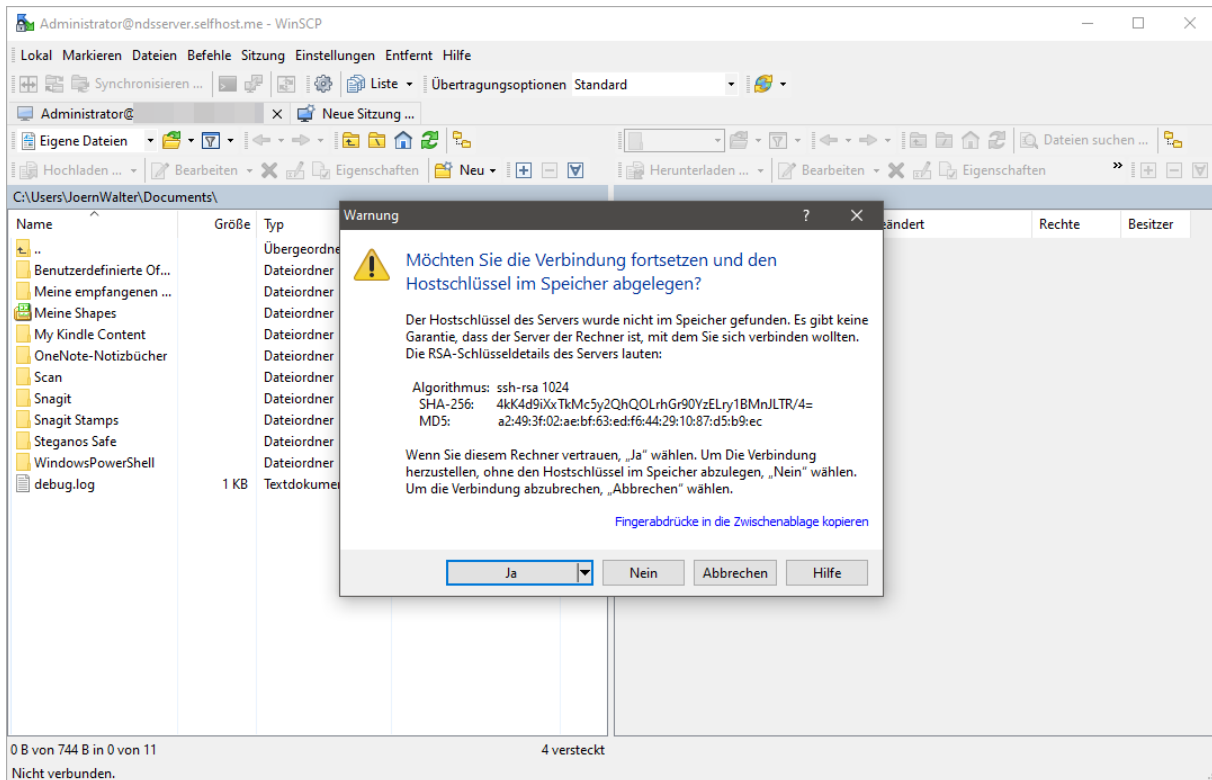 Administrator@ndsserver.selfhost.me - WinSCP
Lokal Markieren Dateien Befehle Sitzung Einstellungen Entfernt Hilfe
Synchronisieren ... Liste Übertragungsoptionen Standard
Administrator@ Neue Sitzung ...
Eigene Dateien Dateien suchen ...
Hochladen ... Bearbeiten Eigenschaften Neu Herunterladen ... Bearbeiten Eigenschaften »
C:\Users\JoernWalter\Documents\
Name Größe Typ eändert Rechte Besitzer
.. Übergeordne
Benutzerdefinierte Of... Dateiordner
Meine empfangenen ... Dateiordner
Meine Shapes Dateiordner
My Kindle Content Dateiordner
OneNote-Notizbücher Dateiordner
Scan Dateiordner
Snagit Dateiordner
Snagit Stamps Dateiordner
Steganos Safe Dateiordner
WindowsPowerShell Dateiordner
debug.log 1 KB Textdokume
Warnung ?
Möchten Sie die Verbindung fortsetzen und den
Hostschlüssel im Speicher abgelegen?
Der Hostschlüssel des Servers wurde nicht im Speicher gefunden. Es gibt keine
Garantie, dass der Server der Rechner ist, mit dem Sie sich verbinden wollten.
Die RSA-Schlüsseldetails des Servers lauten:
Algorithmus: ssh-rsa 1024
SHA-256: 4kK4d9iXxTkMc5y2QhQOLrhGr90YzELry1BMnJLTR/4=
MD5: a2:49:3f:02:ae:bf:63:ed:f6:44:29:10:87:d5:b9:ec
Wenn Sie diesem Rechner vertrauen, „Ja“ wählen. Um Die Verbindung
herzustellen, ohne den Hostschlüssel im Speicher abzulegen, „Nein“ wählen.
Um die Verbindung abzubrechen, „Abbrechen“ wählen.
Fingerabdrücke in die Zwischenablage kopieren
Ja Nein Abbrechen Hilfe
0 B von 744 B in 0 von 11 4 versteckt
Nicht verbunden.